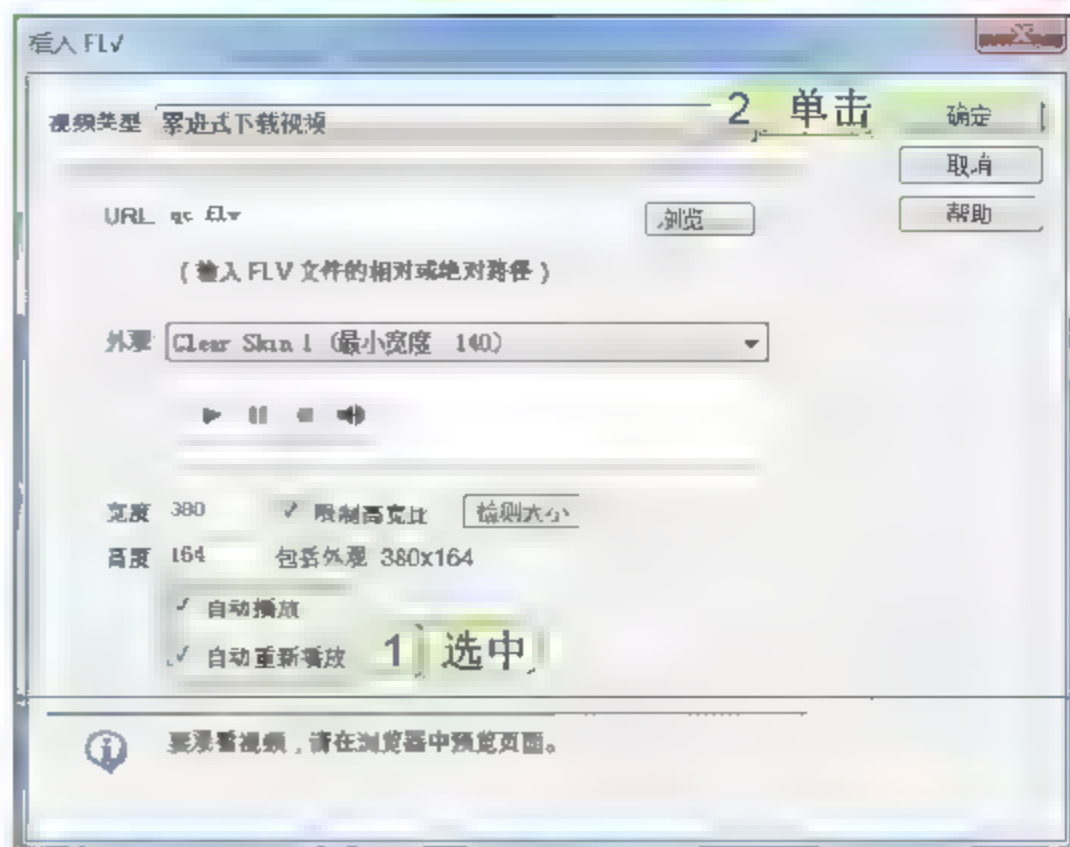 插入 FLV
视频类型 累进式下载视频 2 单击 确定
取消
URL qc flv 浏览 帮助
(输入 FLV 文件的相对或绝对路径)
外观 Clear Skin 1 (最小宽度 140)
宽度 380 ✓ 限制高宽比 检测大小
高度 164 包括外观 380x164
✓ 自动播放
✓ 自动重新播放 1 选中
要观看视频,请在浏览器中预览页面。